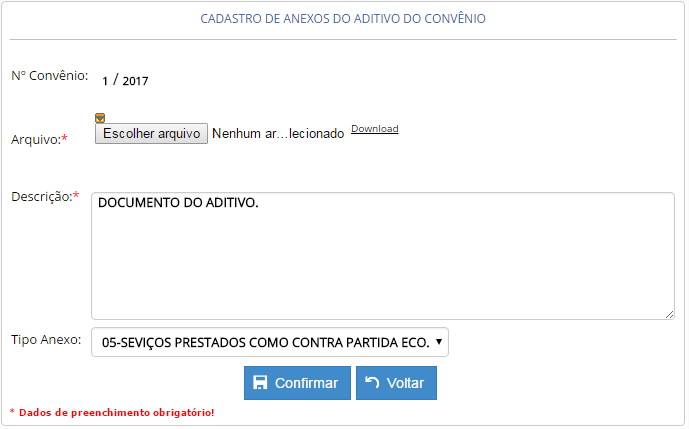 CADASTRO DE ANEXOS DO ADITIVO DO CONVÊNIO
Nº Convênio: 1 / 2017
Arquivo:* Escolher arquivo Nenhum ar...lecionado Download
Descrição:* DOCUMENTO DO ADITIVO.
Tipo Anexo: 05-SEVIÇOS PRESTADOS COMO CONTRA PARTIDA ECO.
Confirmar Voltar
* Dados de preenchimento obrigatório!